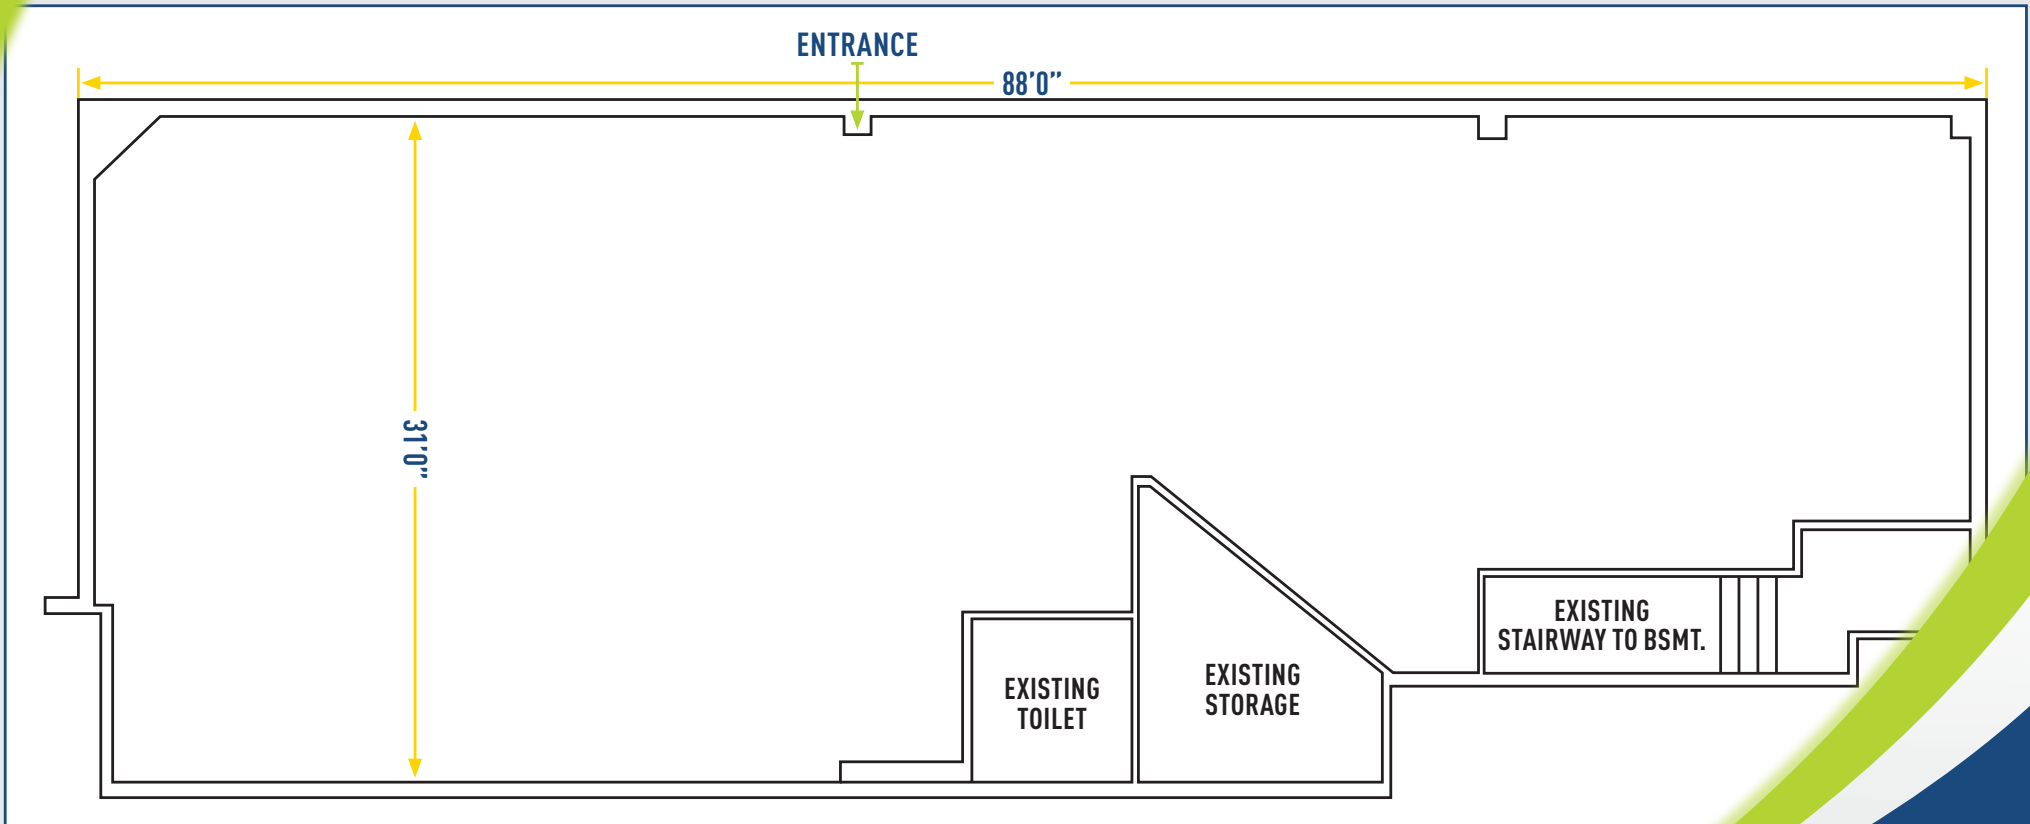 ENTRANCE
88’0”
31’0”
EXISTING
TOILET
EXISTING
STORAGE
EXISTING
STAIRWAY TO BSMT.